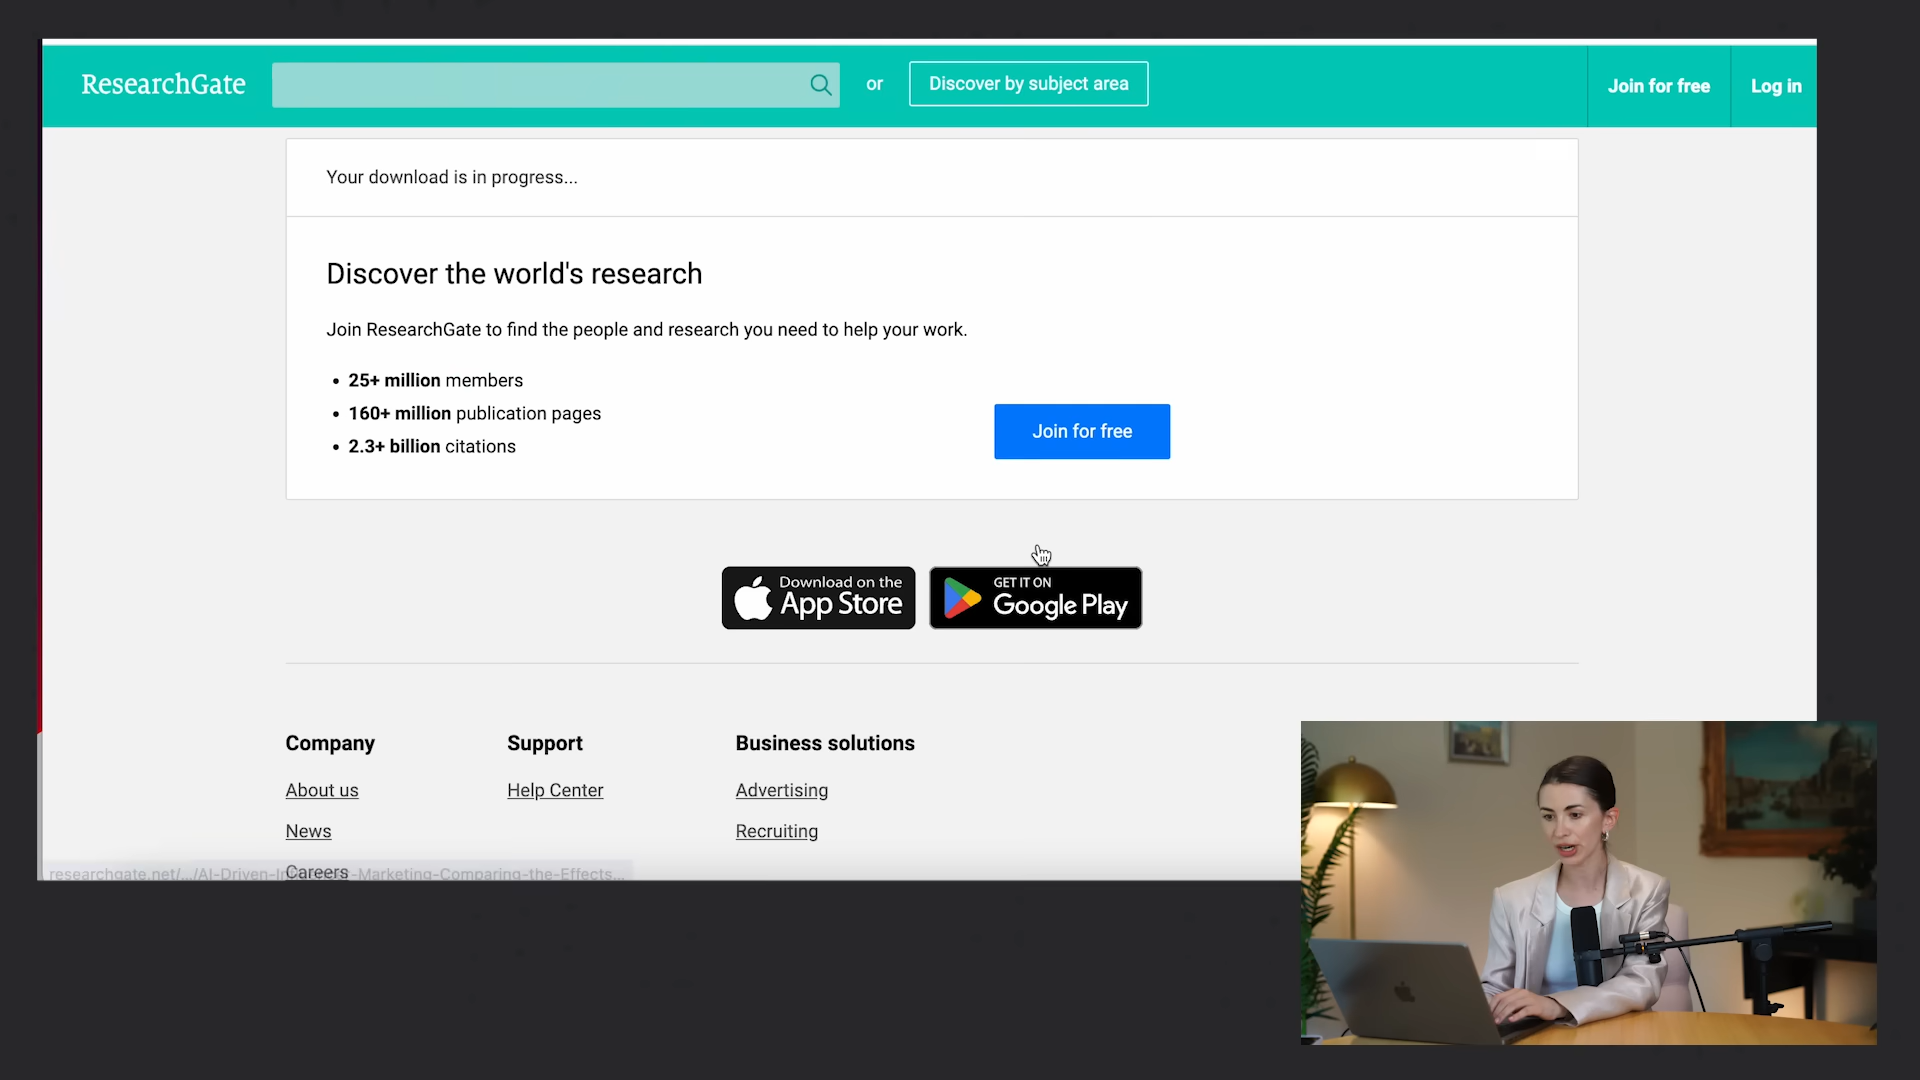 ResearchGate
or
Discover by subject area
Join for free
Log in
Your download is in progress...
Discover the world's research
Join ResearchGate to find the people and research you need to help your work.
• 25+ million members
• 160+ million publication pages
• 2.3+ billion citations
Join for free
Download on the
App Store
GET IT ON
Google Play
Company
Support
Business solutions
About us
Help Center
Advertising
News
Recruiting
Careers
researchgate.net/.../AI-Driven-In
-Marketing-Comparing-the-Effects...